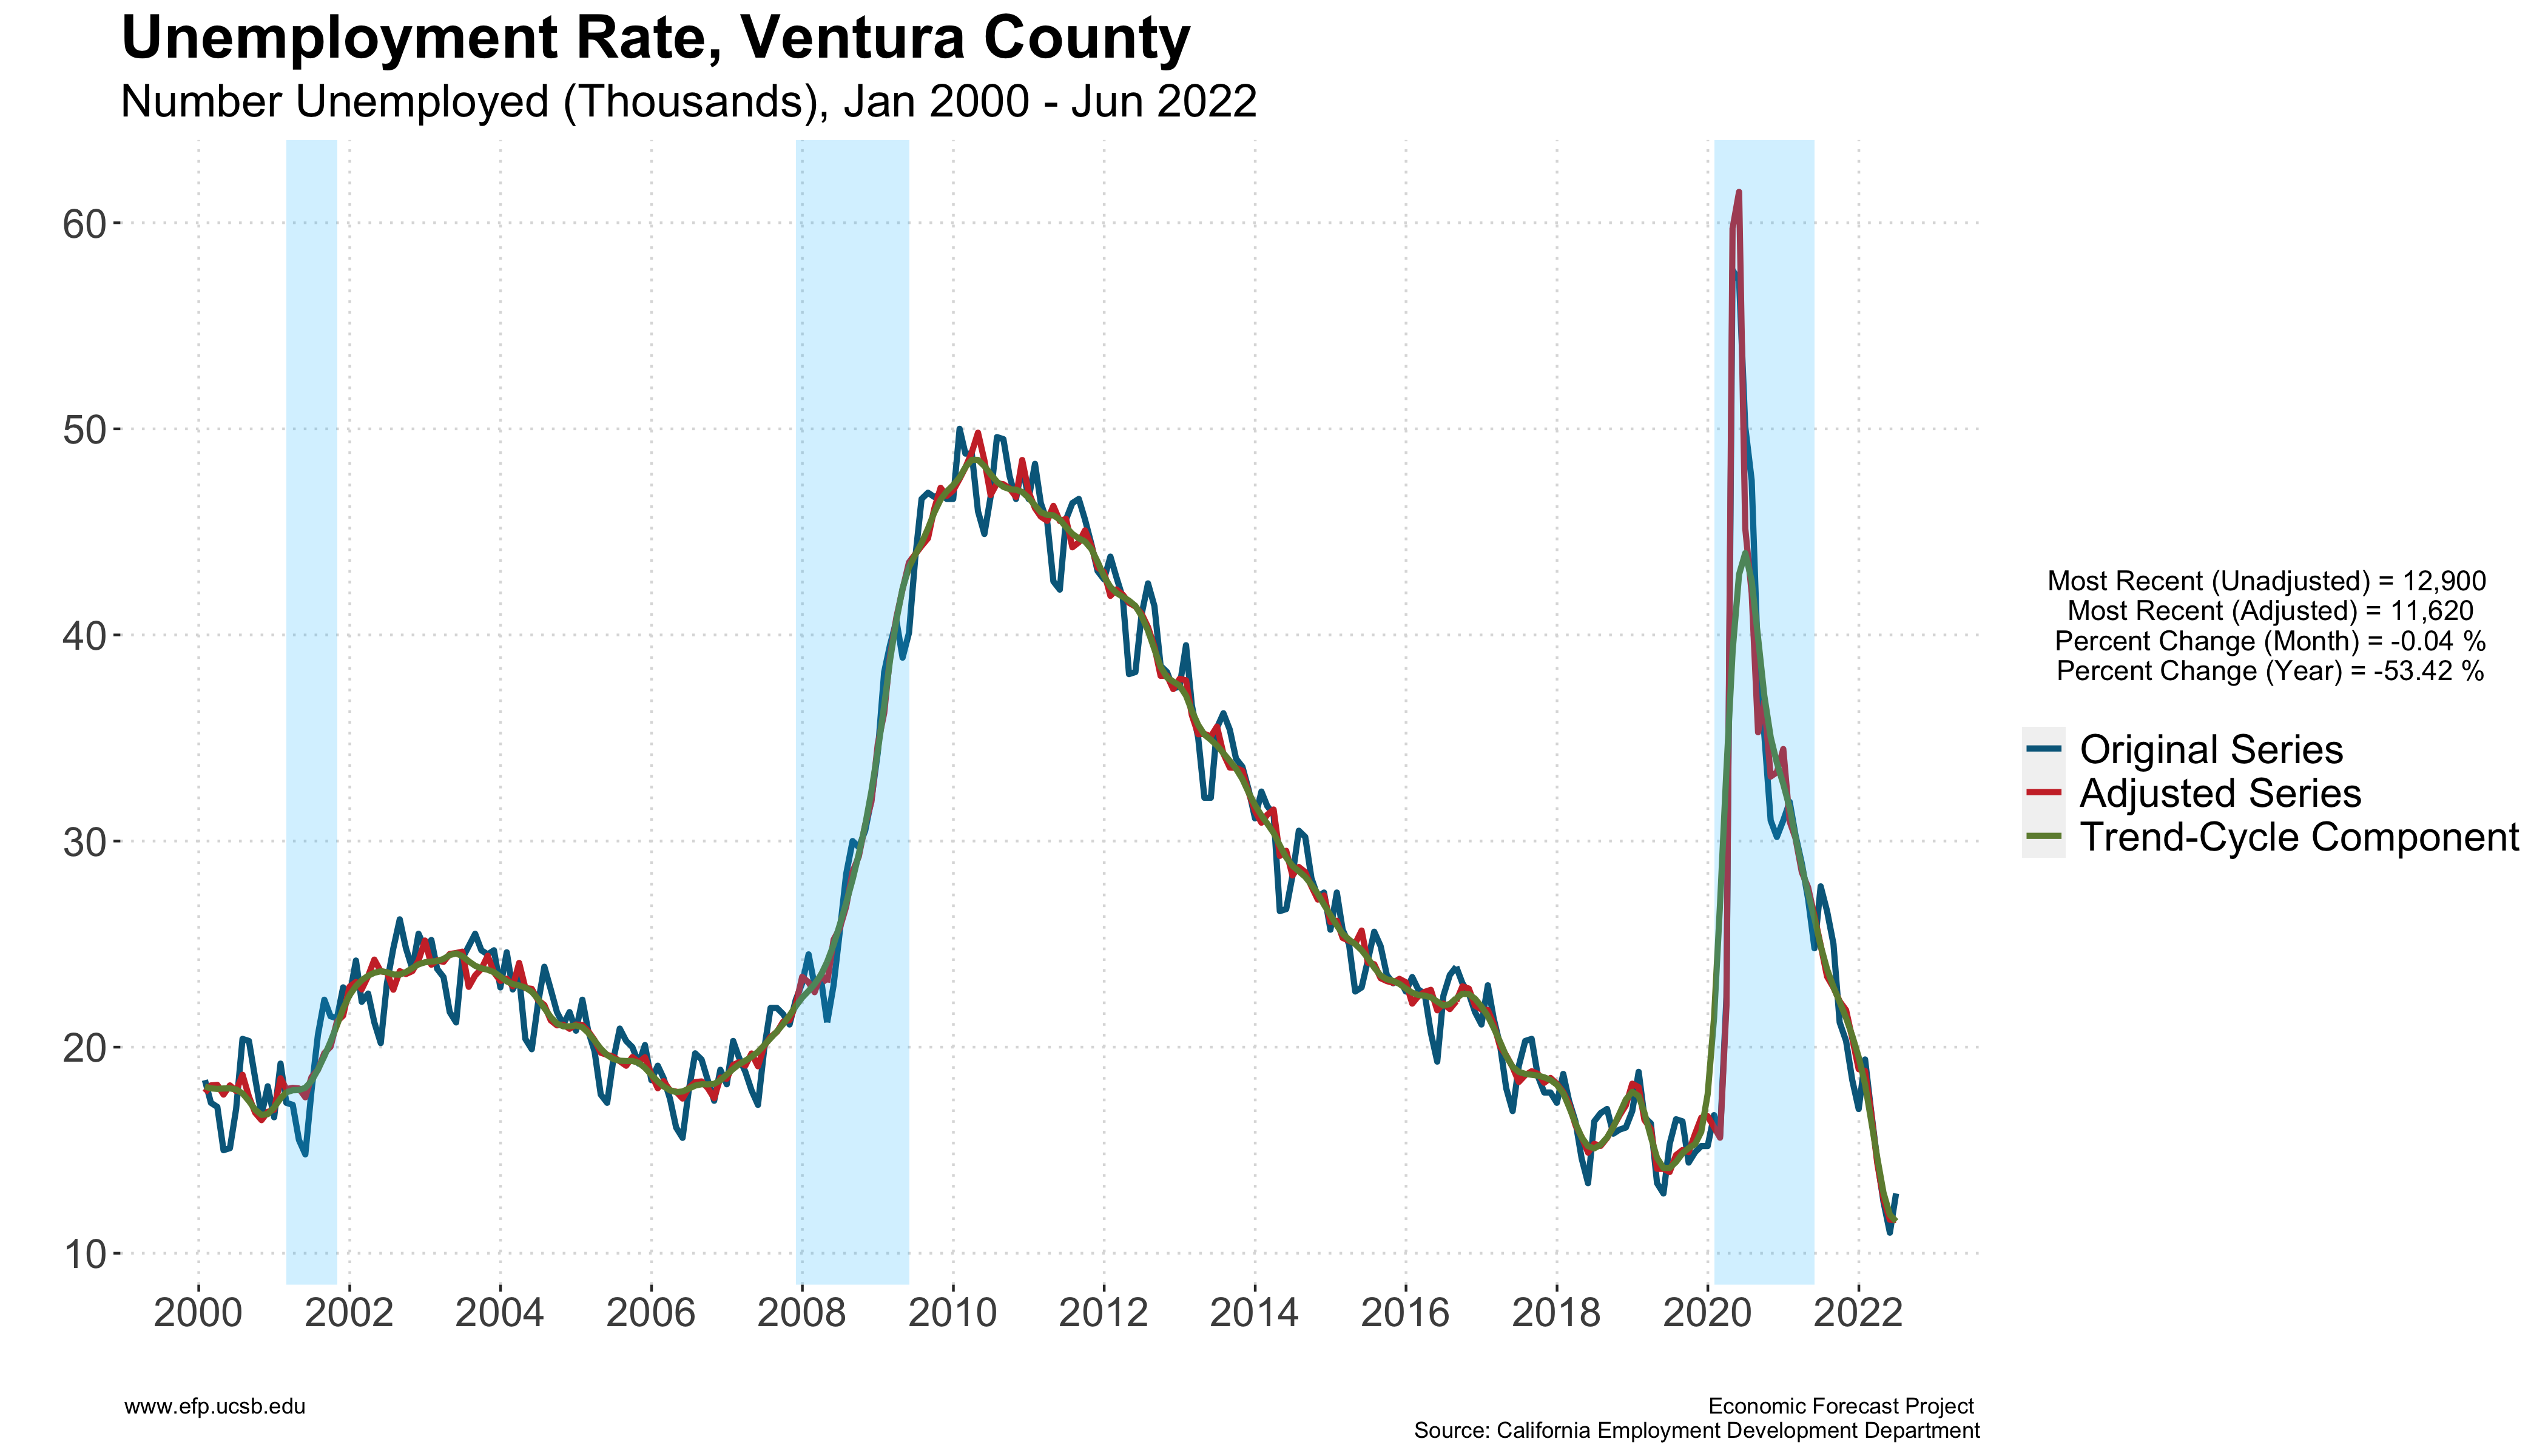 Unemployment Rate, Ventura County
Number Unemployed (Thousands), Jan 2000 - Jun 2022
60
50
40
30
20
10
2000 2002 2004 2006 2008 2010 2012 2014 2016 2018 2020 2022
Most Recent (Unadjusted) = 12,900
Most Recent (Adjusted) = 11,620
Percent Change (Month) = -0.04 %
Percent Change (Year) = -53.42 %
Original Series
Adjusted Series
Trend-Cycle Component
www.efp.ucsb.edu
Economic Forecast Project
Source: California Employment Development Department